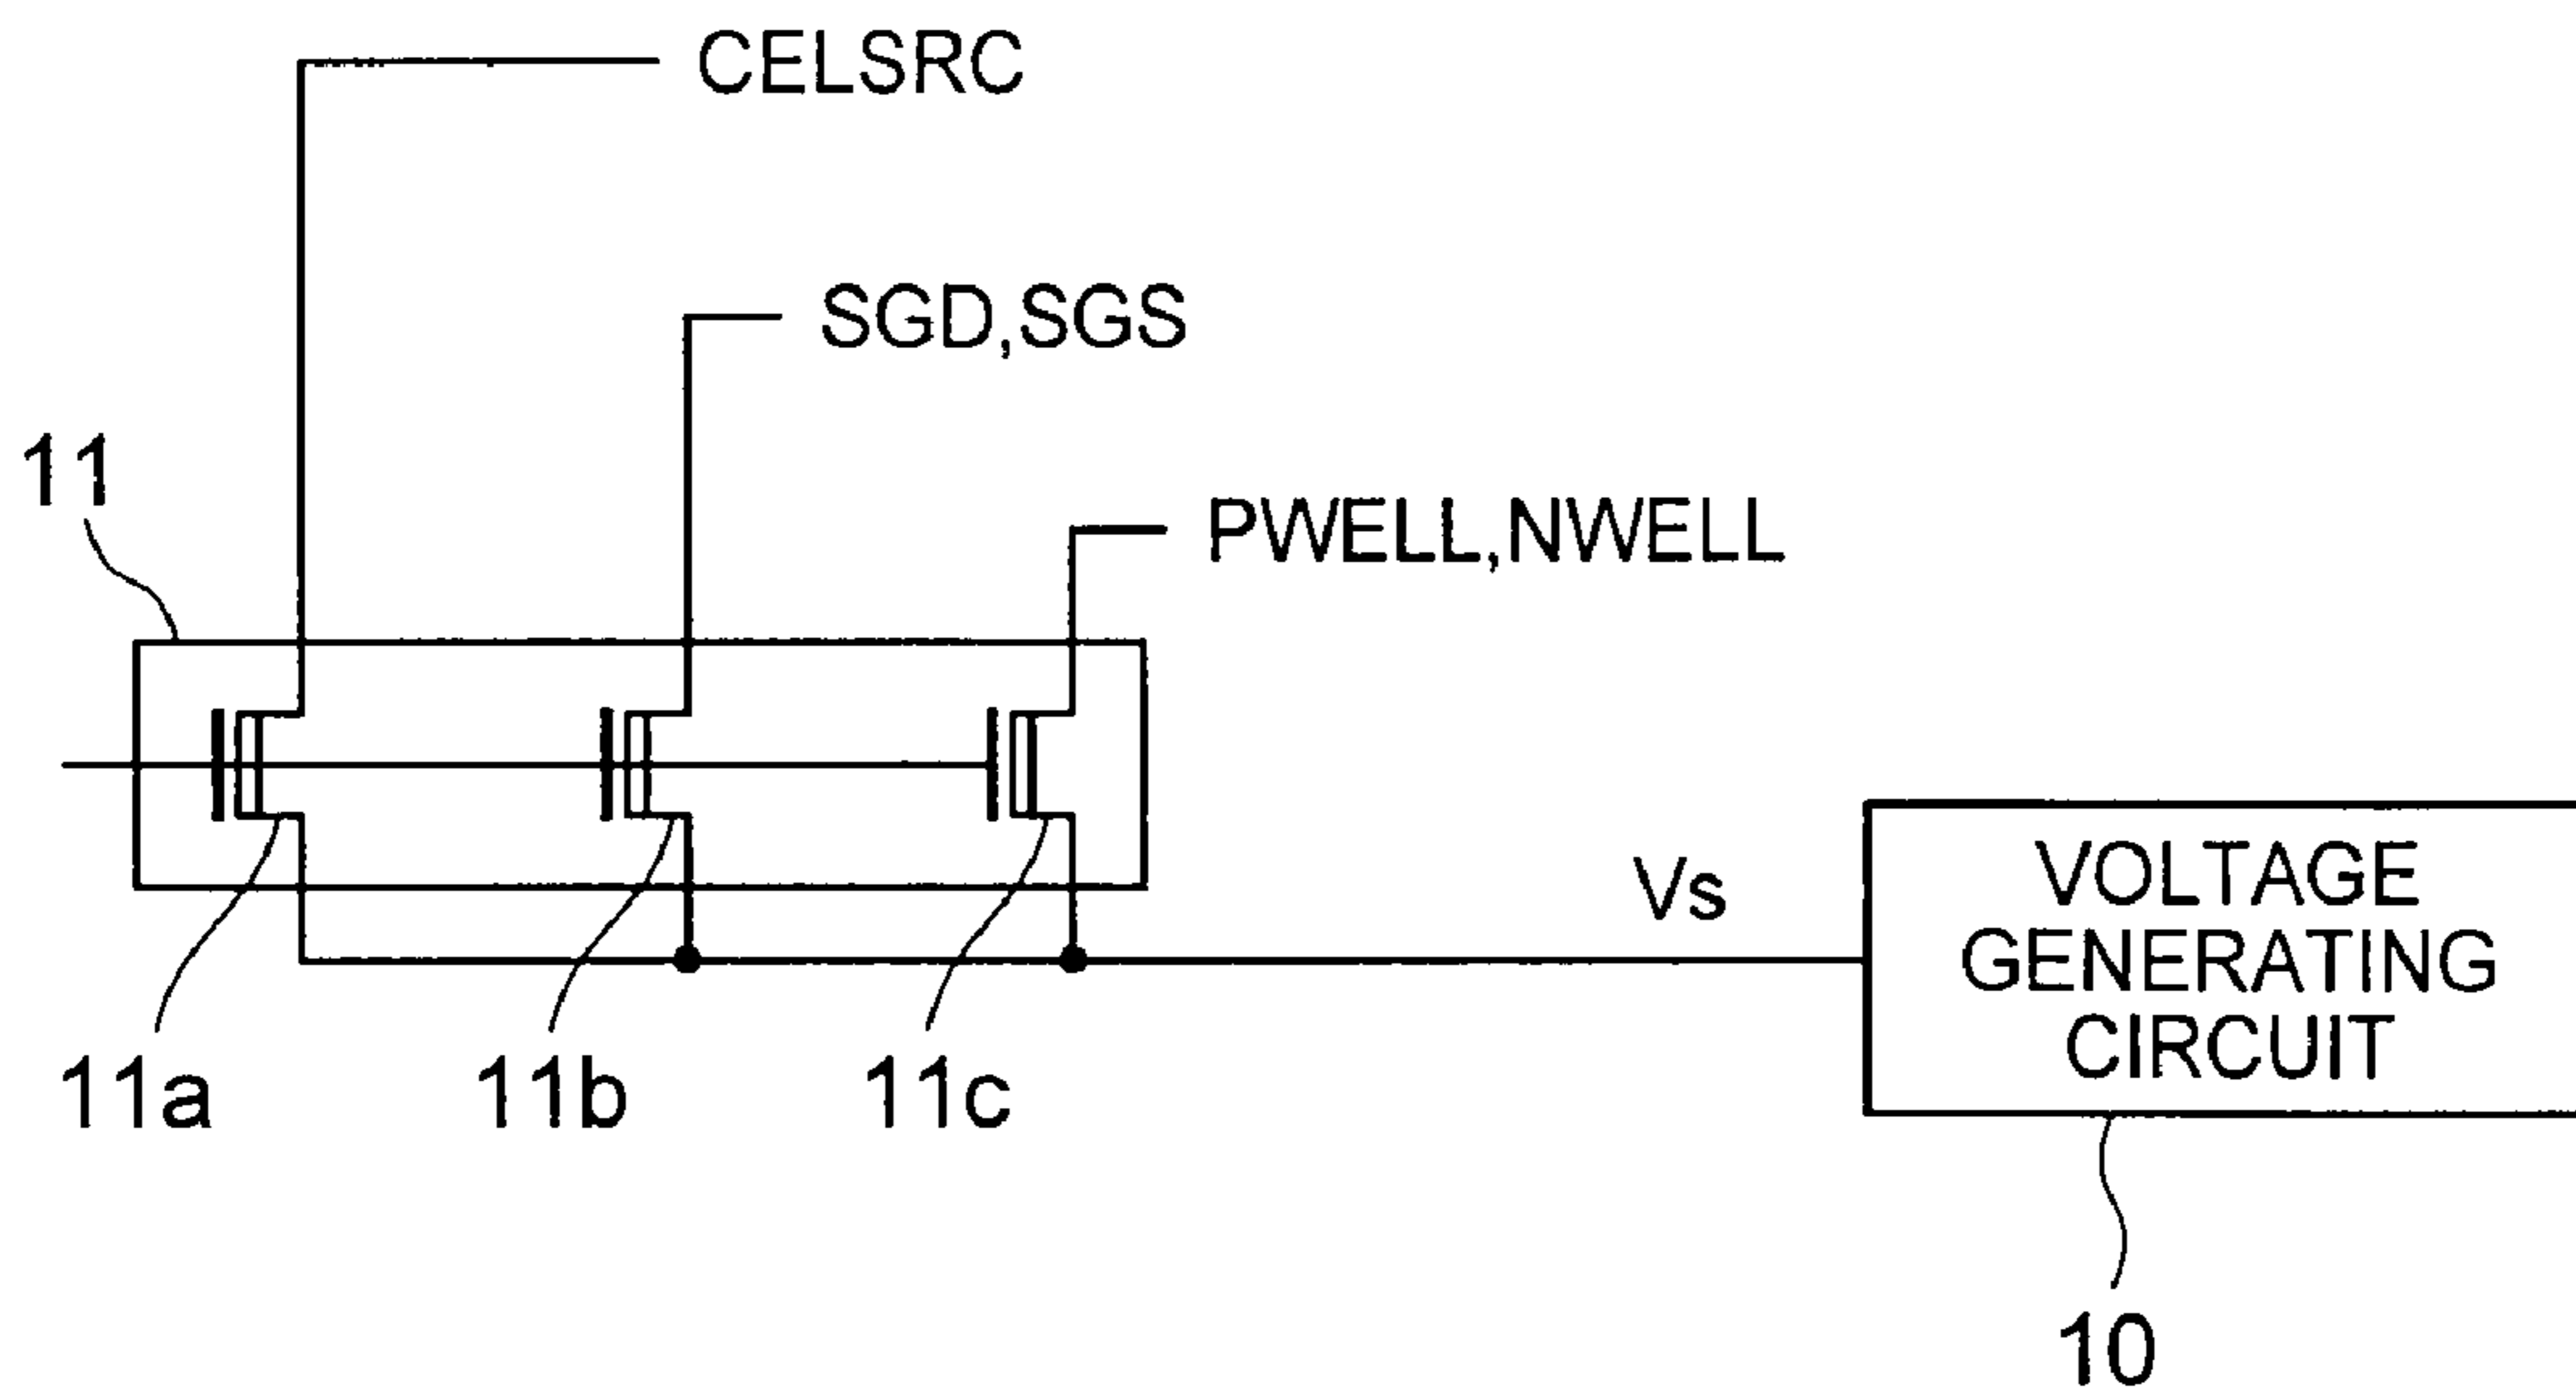 CELSRC
SGD,SGS
11
PWELL,NWELL
Vs
VOLTAGE
GENERATING
CIRCUIT
11a
11b
11c
10